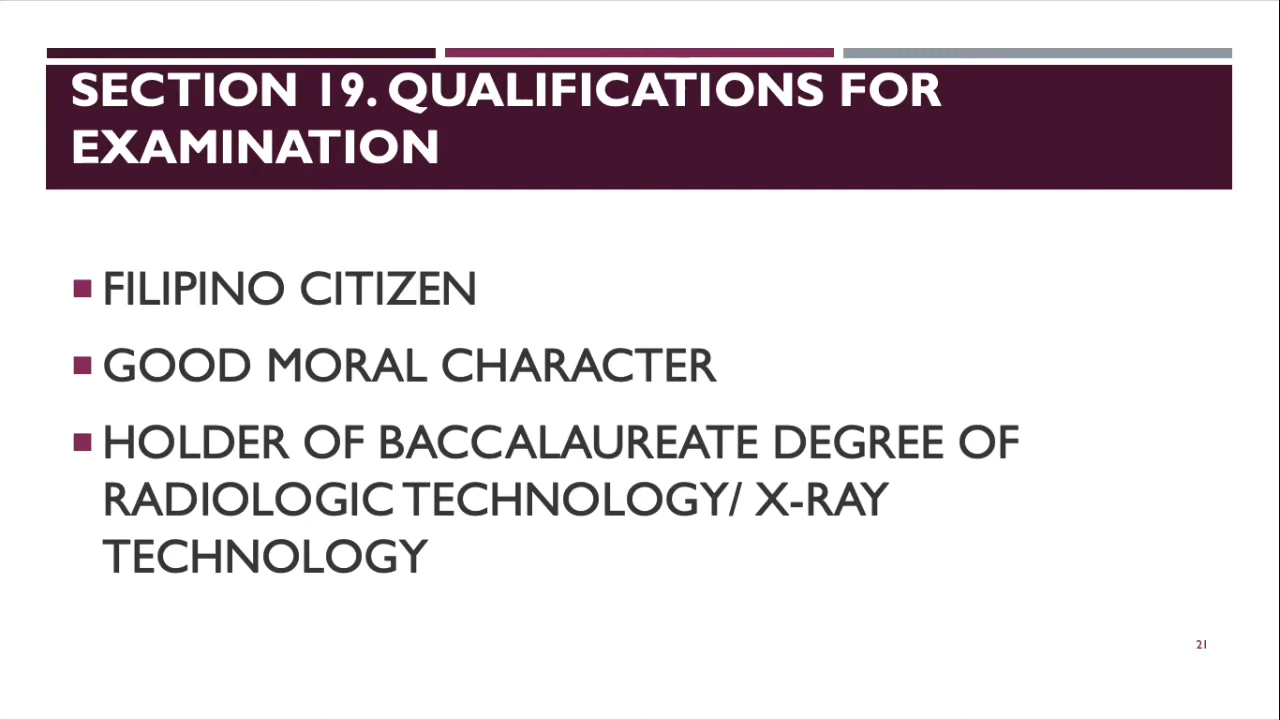 SECTION 19. QUALIFICATIONS FOR
EXAMINATION
FILIPINO CITIZEN
GOOD MORAL CHARACTER
HOLDER OF BACCALAUREATE DEGREE OF
RADIOLOGIC TECHNOLOGY/ X-RAY
TECHNOLOGY
21